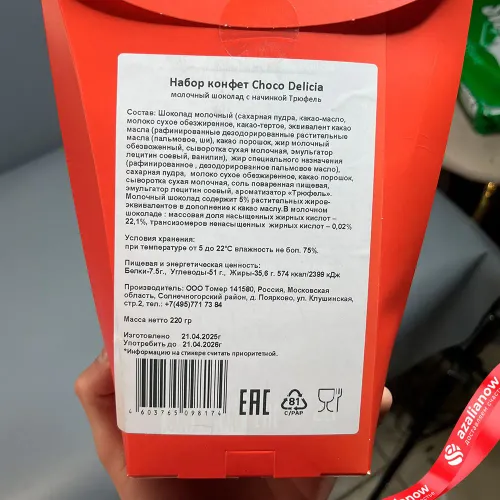 Набор конфет Choco Delicia
молочный шоколад с начинкой Трюфель
Состав: Шоколад молочный (сахарная пудра, какао-масло,
молоко сухое обезжиренное, какао-тертое, эквивалент какао
масла (рафинированные дезодорированные растительные
масла (пальмовое, ши), какао порошок, жир молочный
обезвоженный, сыворотка сухая молочная, эмульгатор
лецитин соевый, ванилин), жир специального назначения
(рафинированное , дезодорированное пальмовое масло),
сахарная пудра, молоко сухое обезжиренное, какао порошок,
сыворотка сухая молочная, соль поваренная пищевая,
эмульгатор лецитин соевый, ароматизатор «Трюфель».
Молочный шоколад содержит 5% растительных жиров-
эквивалентов в дополнение к какао маслу.В молочном
шоколаде : массовая доля насыщенных жирных кислот –
22,1%, трансизомеров ненасыщенных жирных кислот – 0,02%
Условия хранения:
при температуре от 5 до 22°С влажность не бол. 75%.
Пищевая и энергетическая ценность:
Белки-7.5г., Углеводы-51 г., Жиры-35,6 г. 574 ккал/2389 кДж
Производитель: ООО Томер 141580, Россия, Московская
область, Солнечногорский район, д. Поярково, ул. Клушинская,
стр.2, тел.: +7(495)771 73 84
Масса нетто 220 гр
Изготовлено 21.04.2025г
Употребить до 21.04.2026г
*Информацию на стикере считать приоритетной.
4 603765 098174
EAC
81
C/PAP
azalianow
доставляем счастье